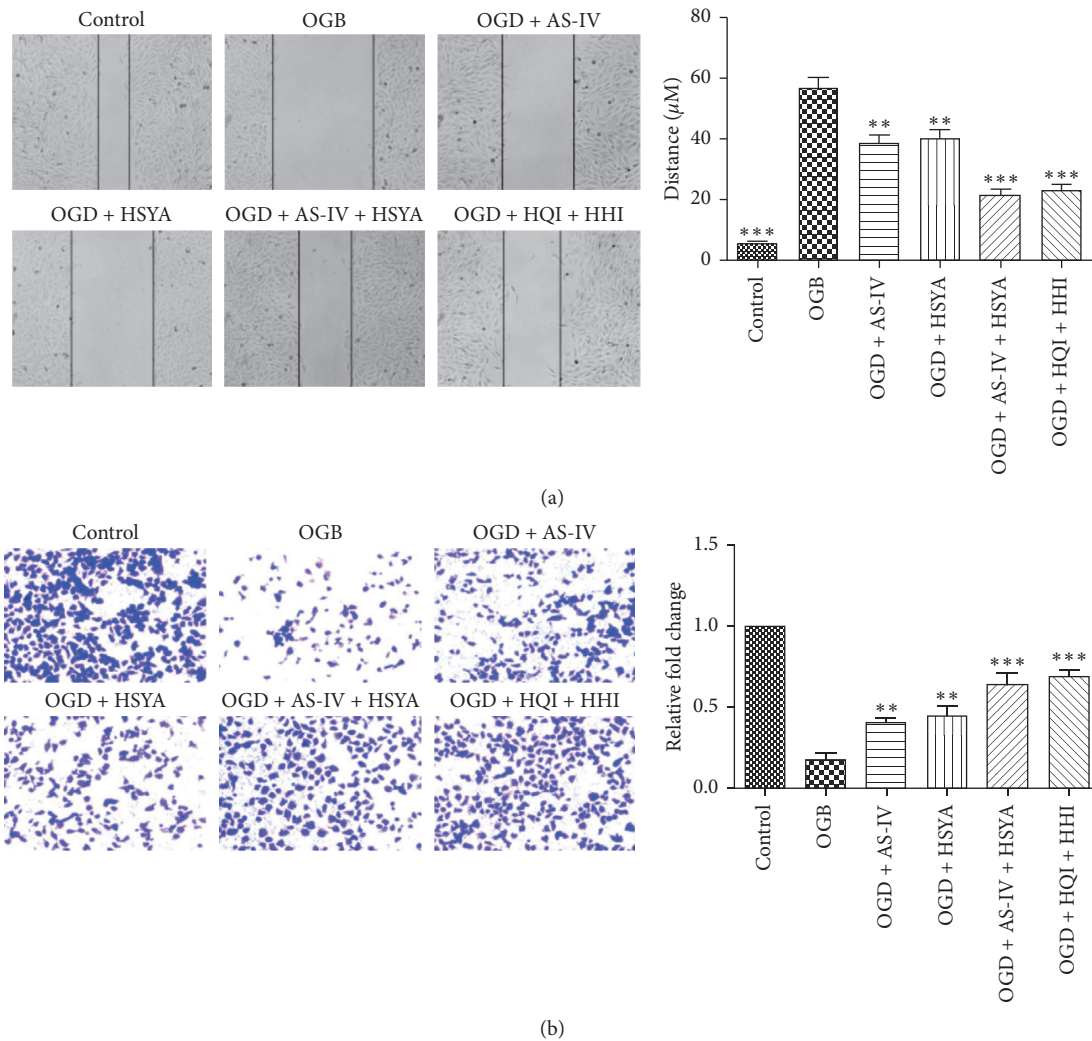 Control
OGB
OGD + AS-IV
OGD + HSYA
OGD + AS-IV + HSYA
OGD + HQI + HHI
Distance (µM)
80
60
40
20
0
***
**
**
***
***
Control
OGB
OGD + AS-IV
OGD + HSYA
OGD + AS-IV + HSYA
OGD + HQI + HHI
(a)
Control
OGB
OGD + AS-IV
OGD + HSYA
OGD + AS-IV + HSYA
OGD + HQI + HHI
Relative fold change
1.5
1.0
0.5
0.0
**
**
***
***
Control
OGB
OGD + AS-IV
OGD + HSYA
OGD + AS-IV + HSYA
OGD + HQI + HHI
(b)